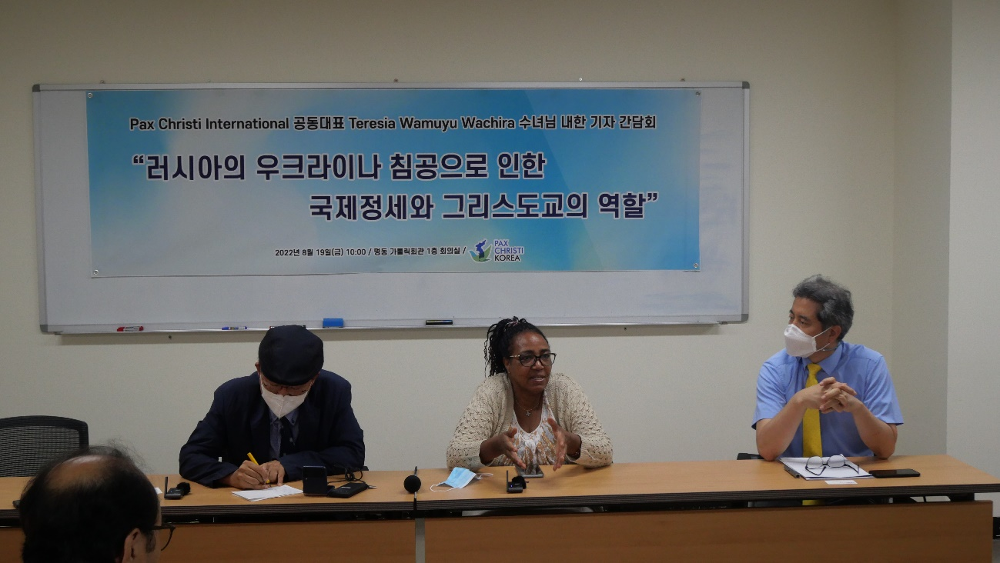 Pax Christi International 공동대표 Teresia Wamuyu Wachira 수녀님 내한 기자 간담회
“러시아의 우크라이나 침공으로 인한
국제정세와 그리스도교의 역할”
2022년 8월 19일(금) 10:00 / 명동 가톨릭회관 1층 회의실 /
PAX
CHRISTI
KOREA